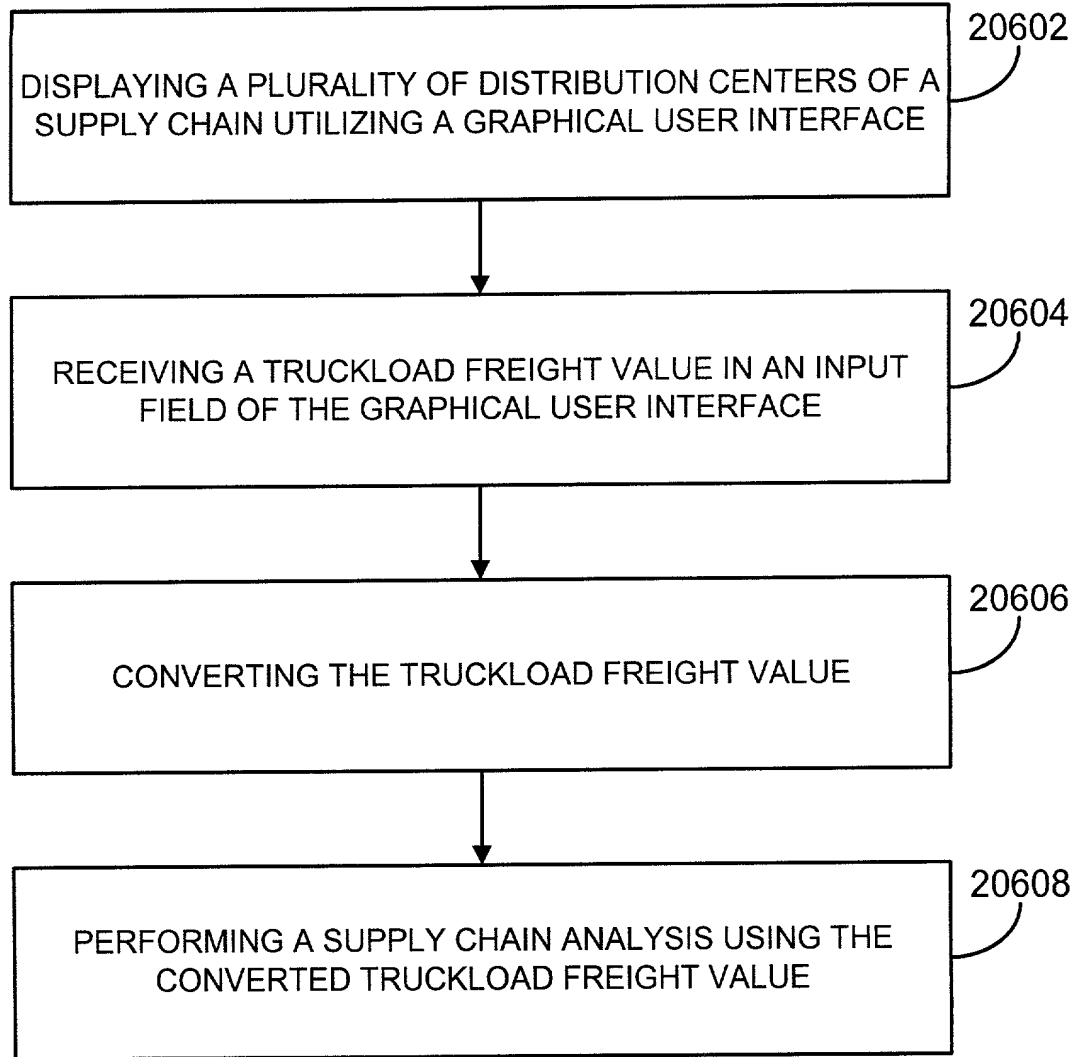 20602
DISPLAYING A PLURALITY OF DISTRIBUTION CENTERS OF A
SUPPLY CHAIN UTILIZING A GRAPHICAL USER INTERFACE
20604
RECEIVING A TRUCKLOAD FREIGHT VALUE IN AN INPUT
FIELD OF THE GRAPHICAL USER INTERFACE
20606
CONVERTING THE TRUCKLOAD FREIGHT VALUE
20608
PERFORMING A SUPPLY CHAIN ANALYSIS USING THE
CONVERTED TRUCKLOAD FREIGHT VALUE